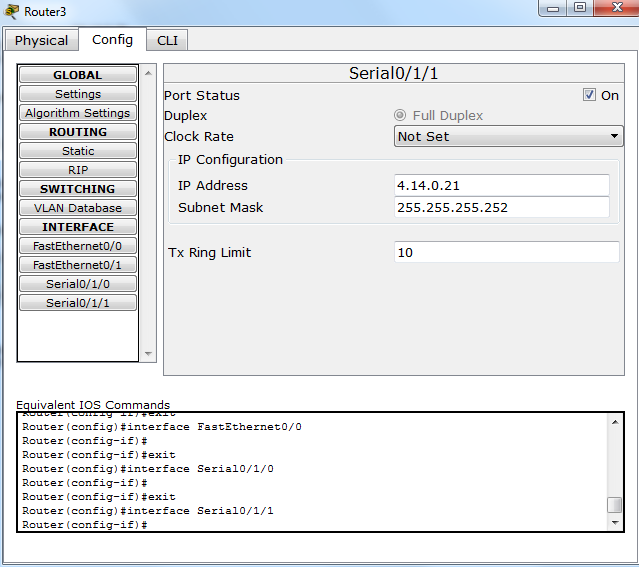 Router3
Physical Config CLI
GLOBAL
Settings
Algorithm Settings
ROUTING
Static
RIP
SWITCHING
VLAN Database
INTERFACE
FastEthernet0/0
FastEthernet0/1
Serial0/1/0
Serial0/1/1
Serial0/1/1
Port Status On
Duplex Full Duplex
Clock Rate Not Set
IP Configuration
IP Address 4.14.0.21
Subnet Mask 255.255.255.252
Tx Ring Limit 10
Equivalent IOS Commands
Router(config-if)#exit
Router(config)#interface FastEthernet0/0
Router(config-if)#
Router(config-if)#exit
Router(config)#interface Serial0/1/0
Router(config-if)#
Router(config-if)#exit
Router(config)#interface Serial0/1/1
Router(config-if)#